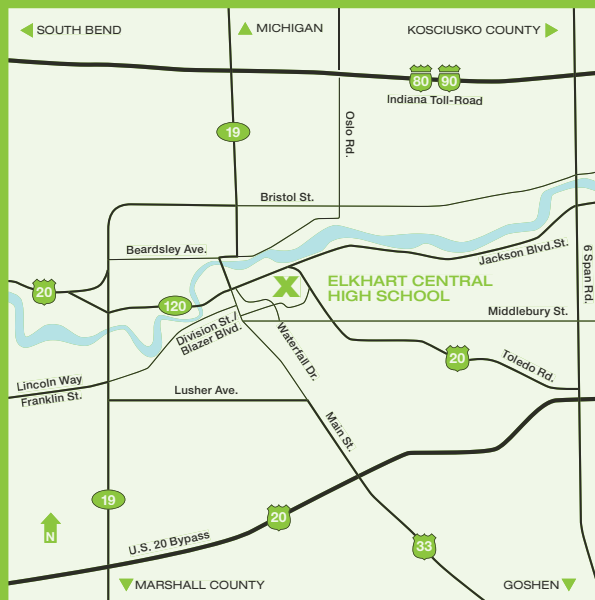 SOUTH BEND
MICHIGAN
KOSCIUSKO COUNTY
80
90
Indiana Toll-Road
Oslo Rd.
19
Bristol St.
Beardsley Ave.
Jackson Blvd.St.
6 Span Rd.
ELKHART CENTRAL
HIGH SCHOOL
X
20
120
Middlebury St.
Division St./
Blazer Blvd.
Waterfall Dr.
20
Toledo Rd.
Lincoln Way
Franklin St.
Lusher Ave.
Main St.
19
20
N
U.S. 20 Bypass
33
MARSHALL COUNTY
GOSHEN